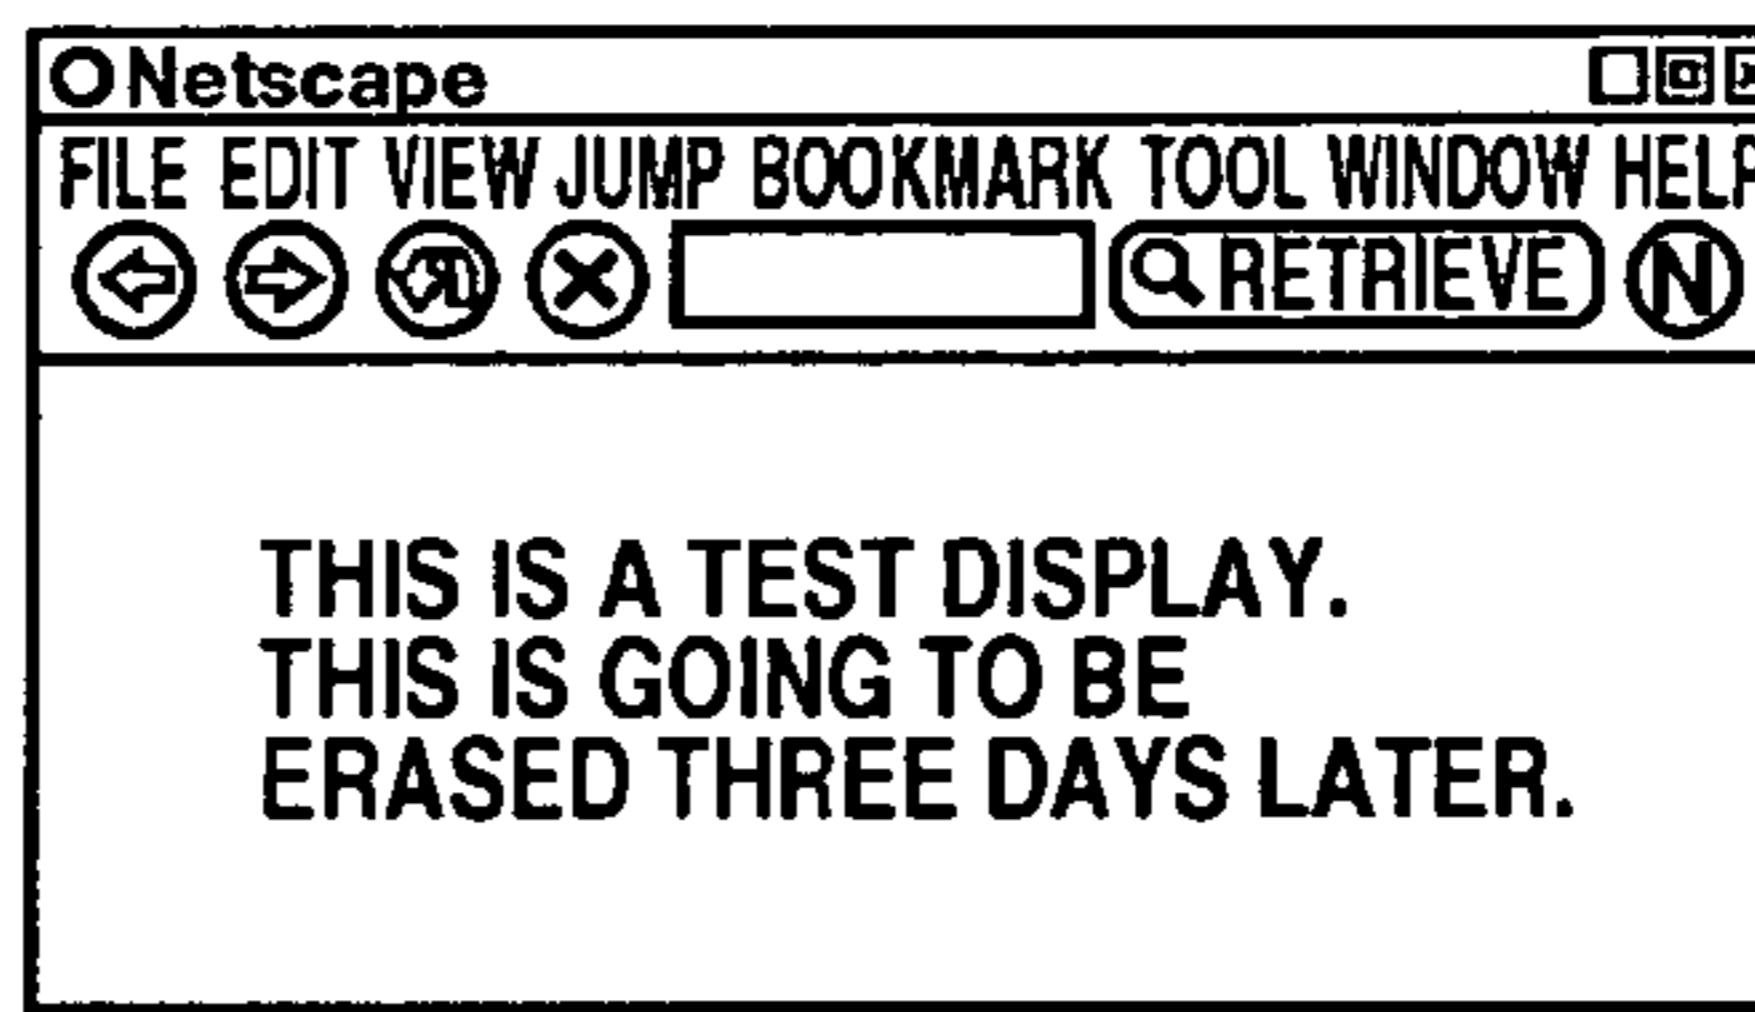 Netscape
FILE EDIT VIEW JUMP BOOKMARK TOOL WINDOW HELP
RETRIEVE N
THIS IS A TEST DISPLAY.
THIS IS GOING TO BE
ERASED THREE DAYS LATER.